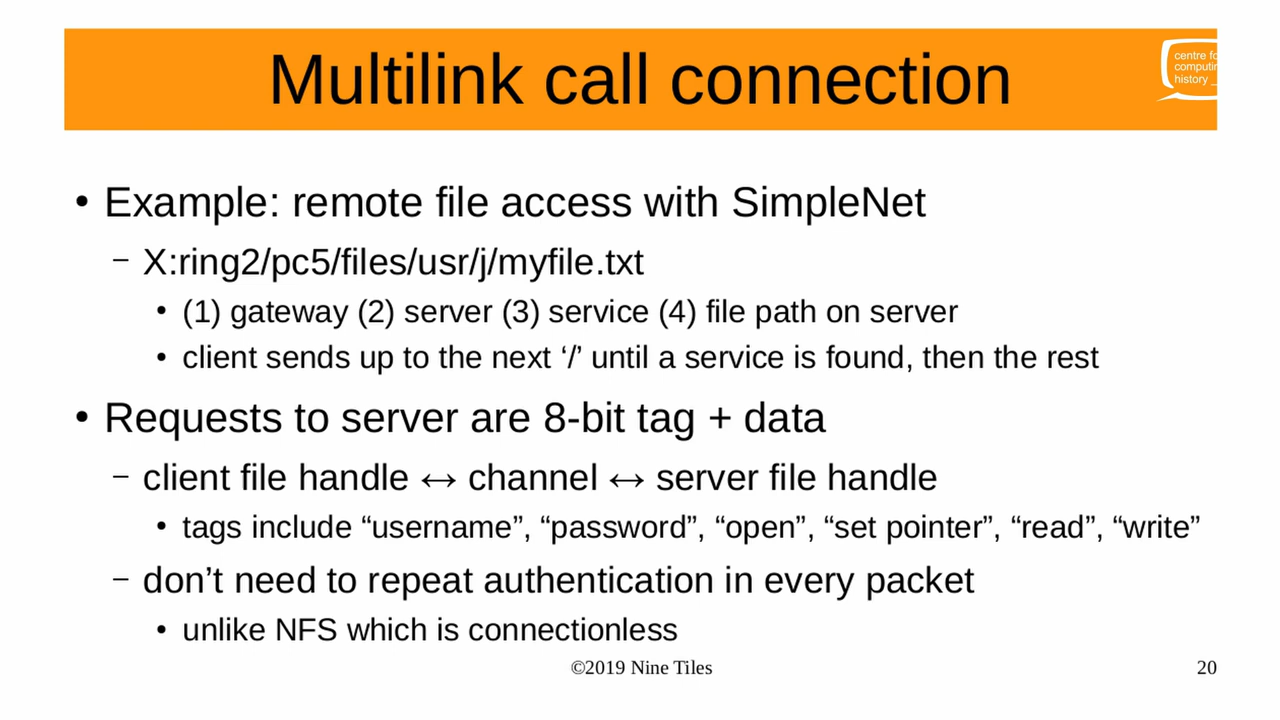 Multilink call connection
centre fo
computin
history _
• Example: remote file access with SimpleNet
– X:ring2/pc5/files/usr/j/myfile.txt
• (1) gateway (2) server (3) service (4) file path on server
• client sends up to the next ‘/’ until a service is found, then the rest
• Requests to server are 8-bit tag + data
– client file handle ↔ channel ↔ server file handle
• tags include “username”, “password”, “open”, “set pointer”, “read”, “write”
– don’t need to repeat authentication in every packet
• unlike NFS which is connectionless
©2019 Nine Tiles
20